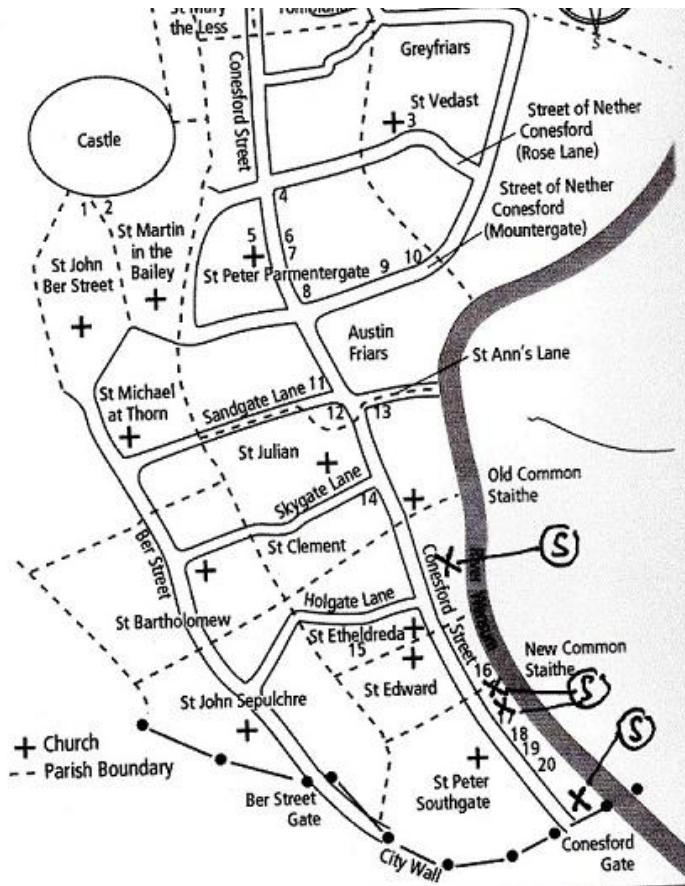 St Mary
the Less
Tombland
S
Conesford Street
Greyfriars
St Vedast
3
Street of Nether
Conesford
(Rose Lane)
Castle
Street of Nether
Conesford
(Mountergate)
1 2
4
St Martin
in the
Bailey
5
6
7
St John
Ber Street
St Peter Parmentergate
9
10
8
Austin
Friars
St Ann's Lane
St Michael
at Thorn
Sandgate Lane
11
12
13
St Julian
Skygate Lane
14
Old Common
Staithe
Ber Street
St Clement
Conesford Street
S
St Bartholomew
Holgate Lane
St Etheldreda
15
New Common
Staithe
16
S
St Edward
17
St John Sepulchre
18
19
20
S
Church
Parish Boundary
St Peter
Southgate
Ber Street
Gate
City Wall
Conesford
Gate